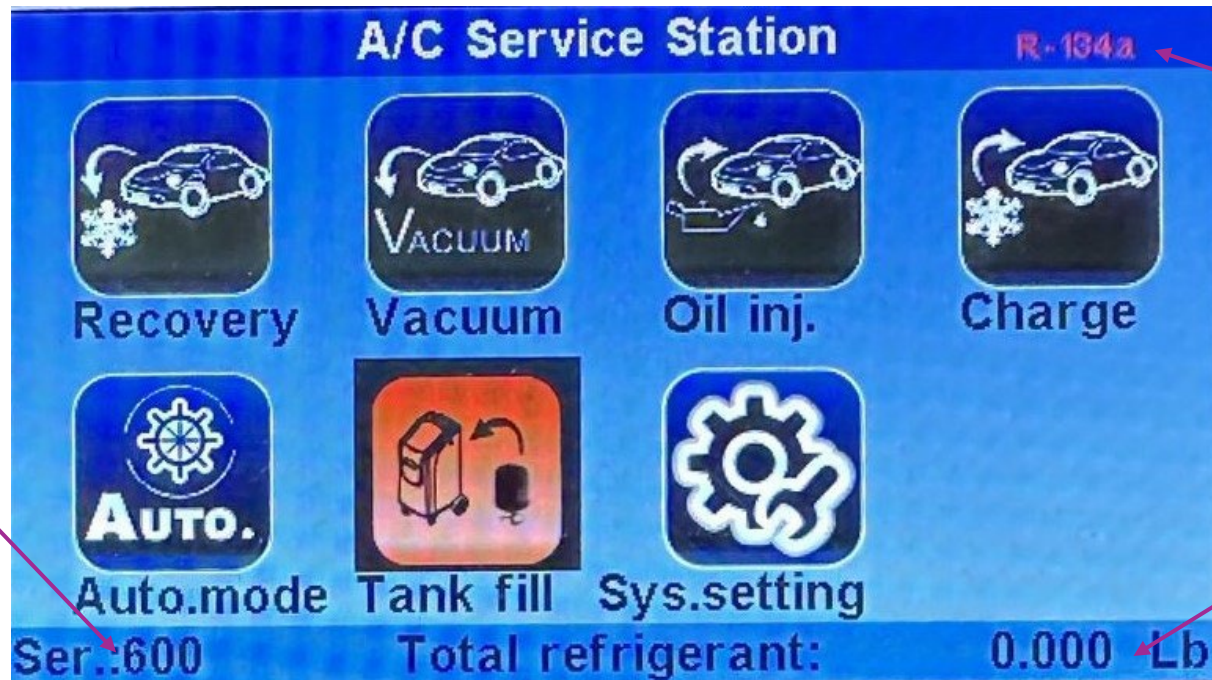 A/C Service Station R-134a
VACUUM
Recovery Vacuum Oil inj. Charge
AUTO.
Auto.mode Tank fill Sys.setting
Ser.:600 Total refrigerant: 0.000 Lb